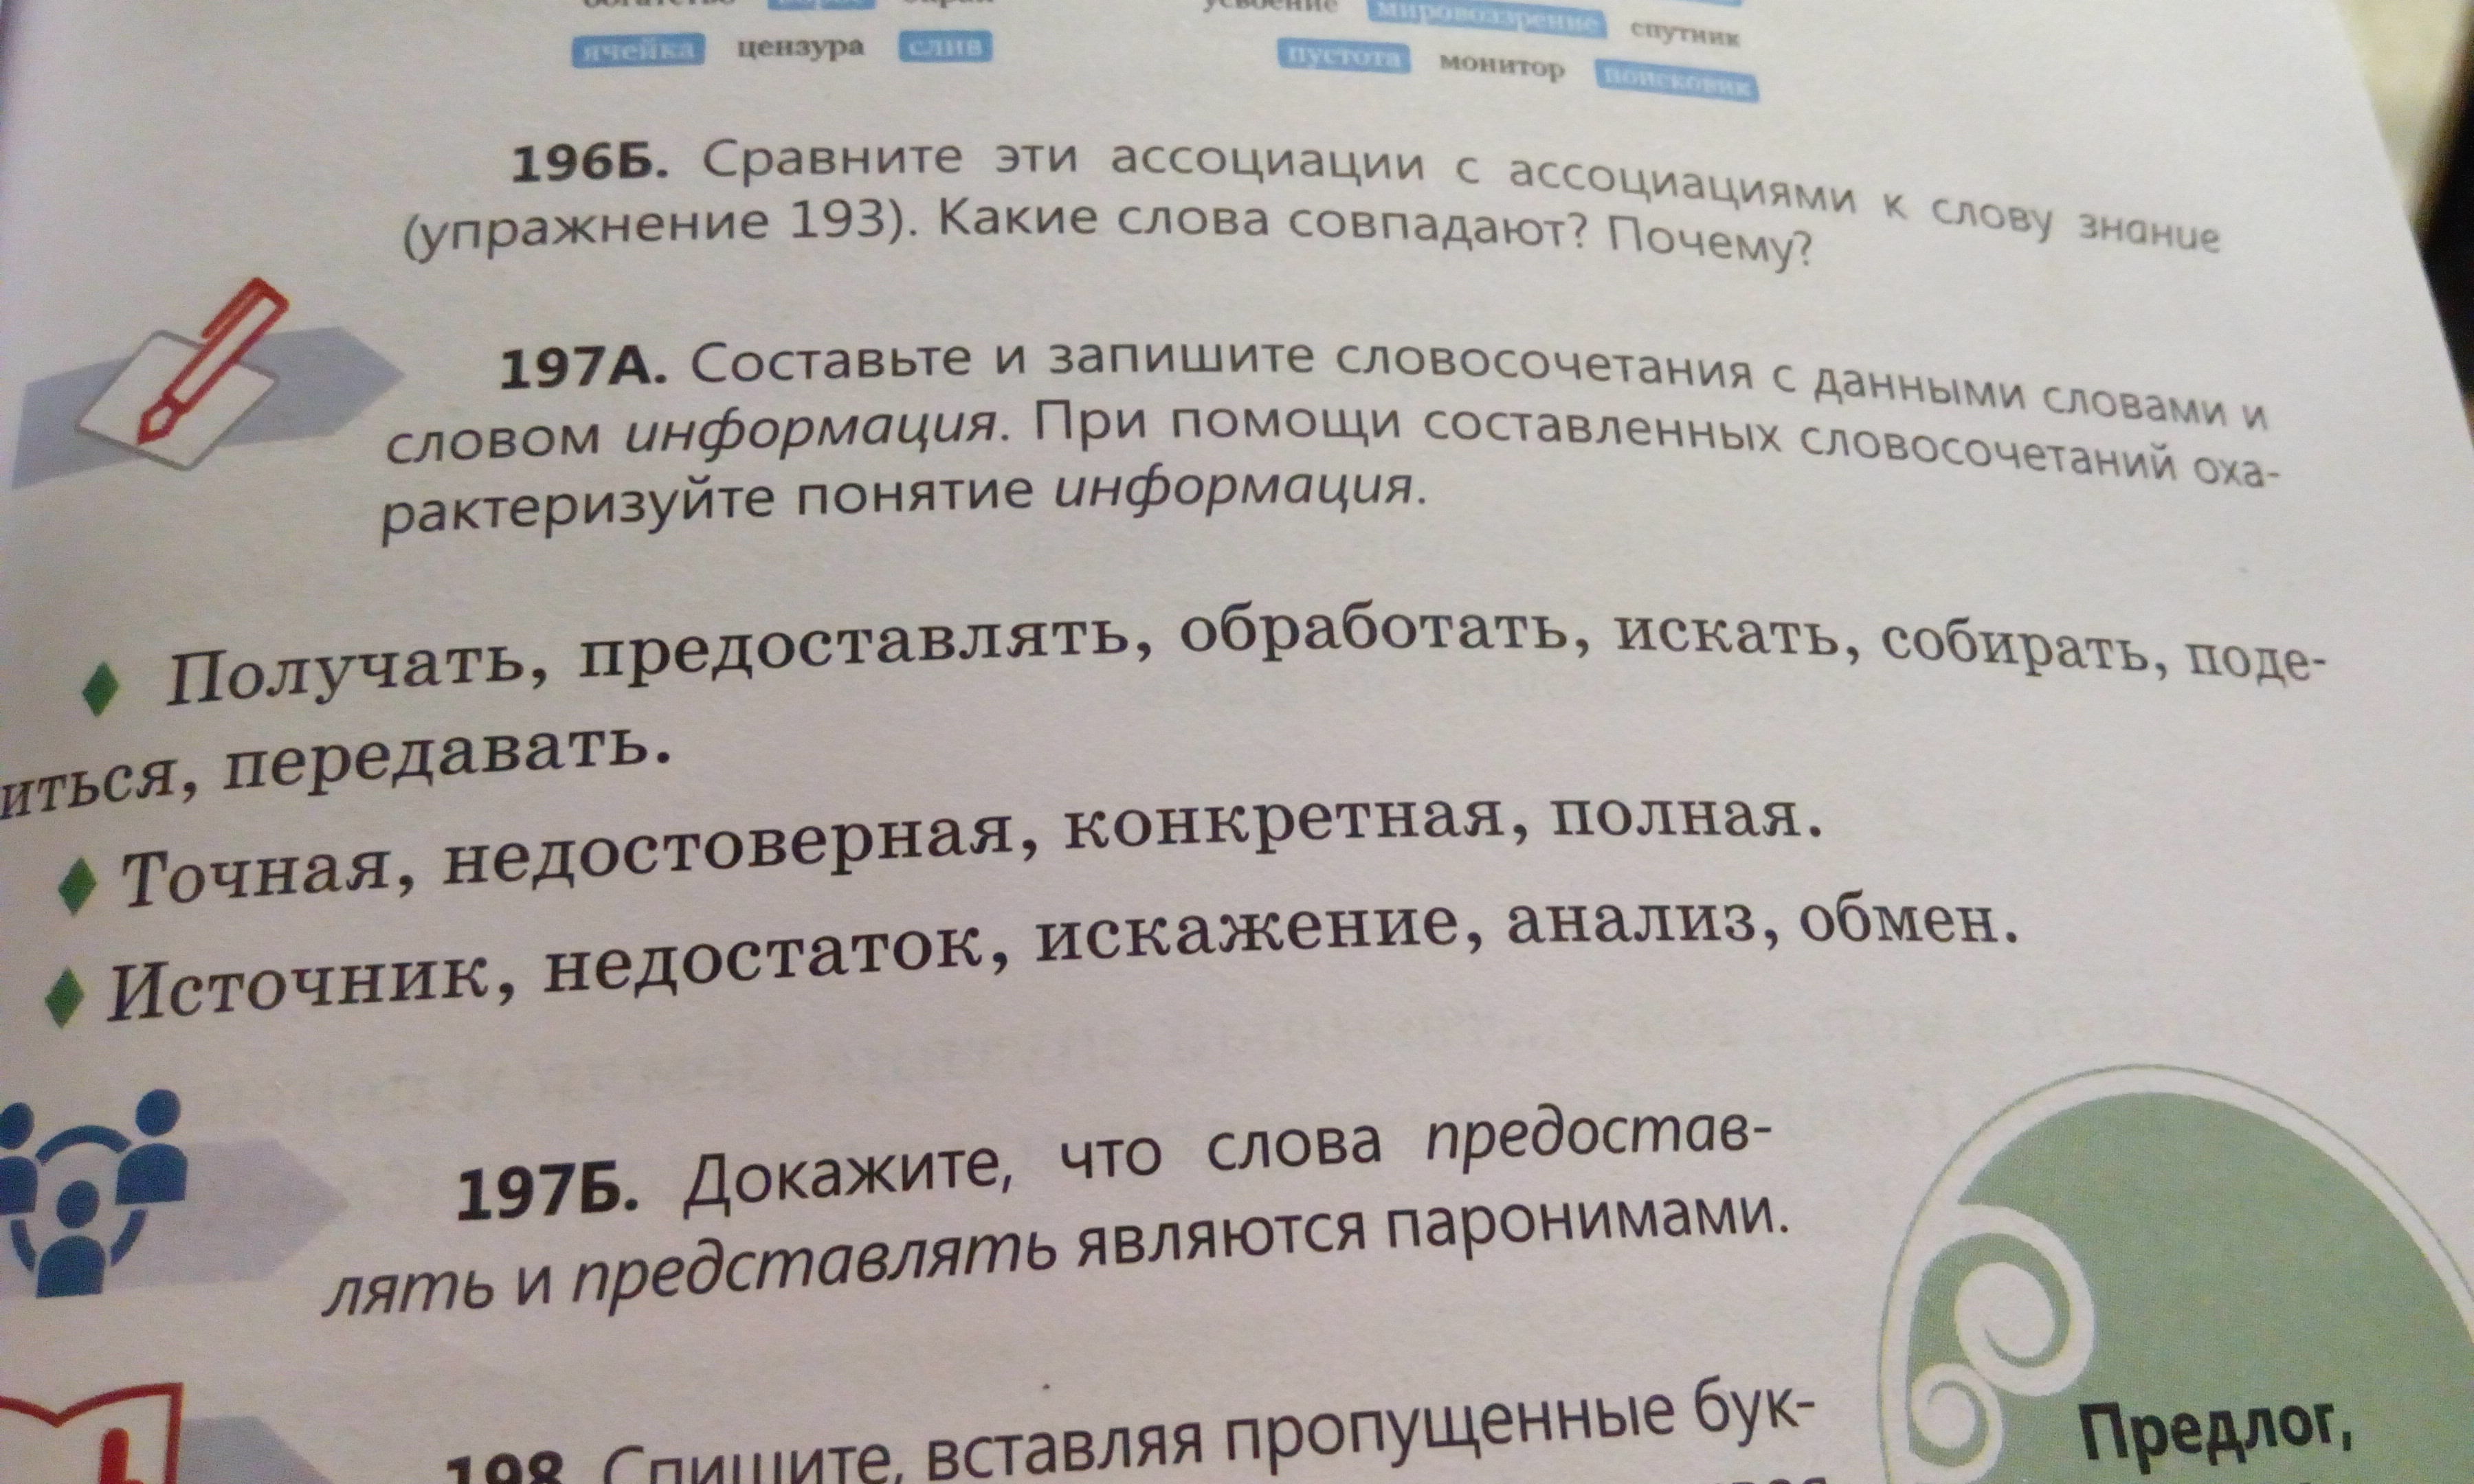 ячейка цензура слив
мировоззрение спутник
пустота монитор поисковик
196Б. Сравните эти ассоциации с ассоциациями к слову знание
(упражнение 193). Какие слова совпадают? Почему?
197А. Составьте и запишите словосочетания с данными словами и
словом информация. При помощи составленных словосочетаний оха-
рактеризуйте понятие информация.
Получать, предоставлять, обработать, искать, собирать, поде-
иться, передавать.
Точная, недостоверная, конкретная, полная.
Источник, недостаток, искажение, анализ, обмен.
197Б. Докажите, что слова предостав-
лять и представлять являются паронимами.
198 Спишите, вставляя пропущенные бук-
Предлог,